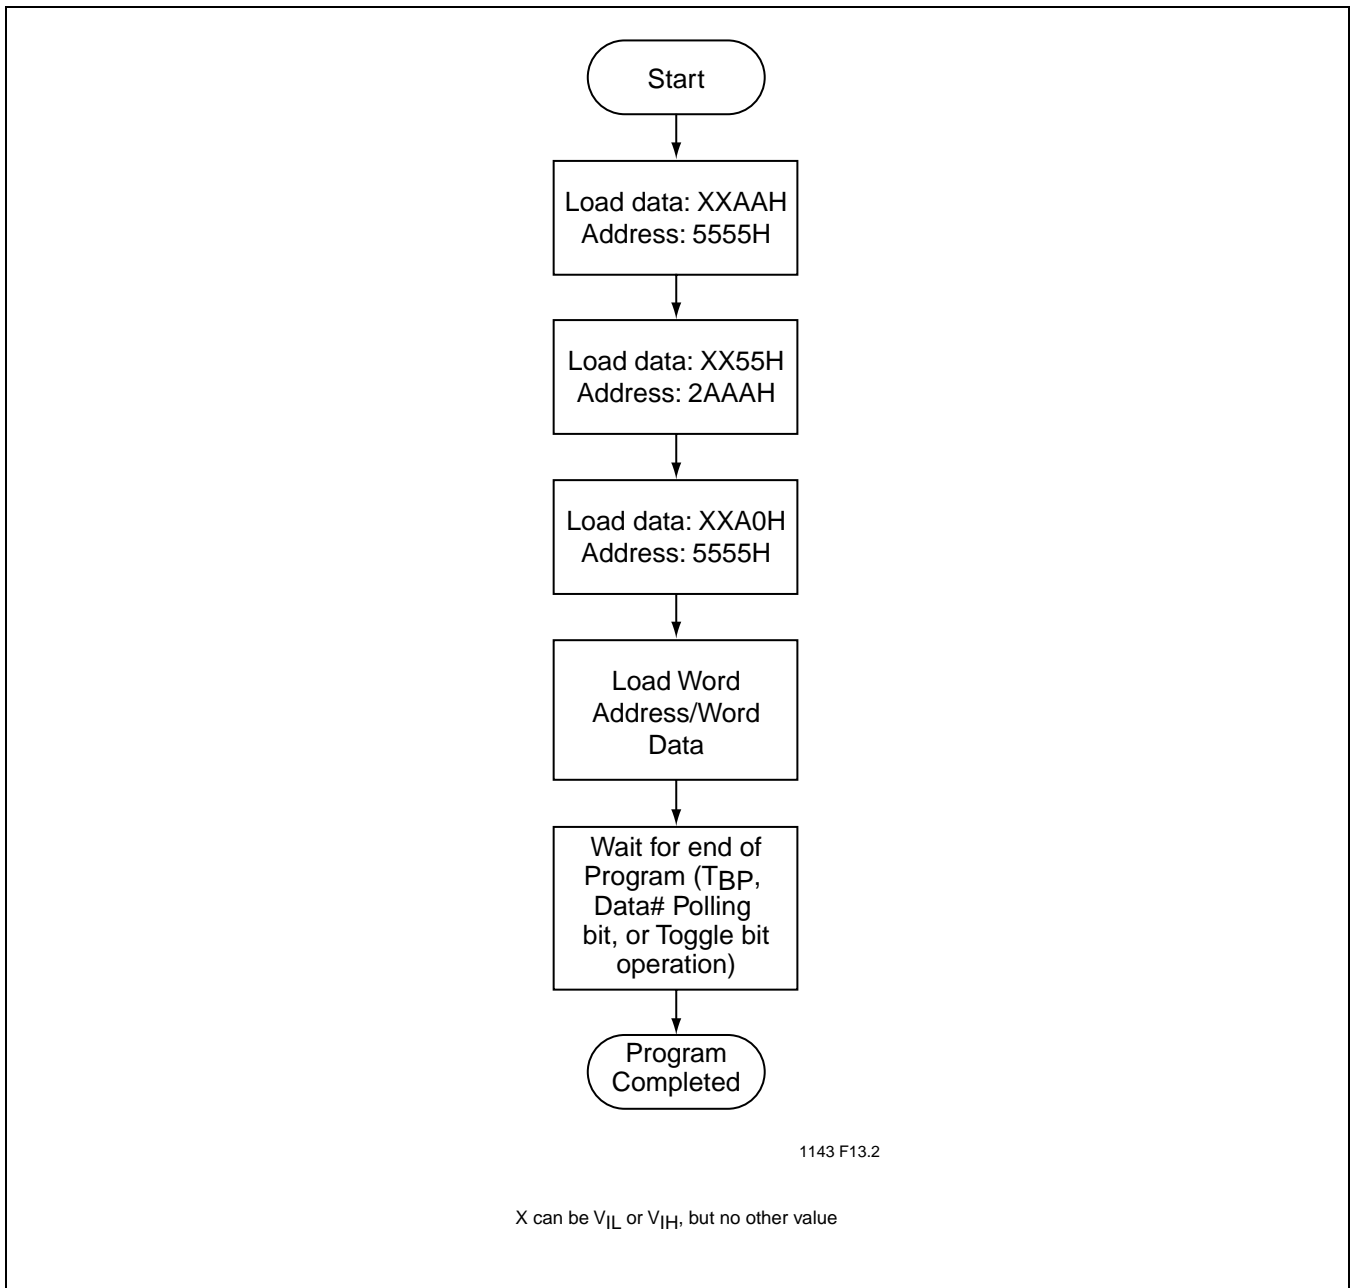 Start
Load data: XXAAH
Address: 5555H
Load data: XX55H
Address: 2AAAH
Load data: XXA0H
Address: 5555H
Load Word
Address/Word
Data
Wait for end of
Program (TBP,
Data# Polling
bit, or Toggle bit
operation)
Program
Completed
1143 F13.2
X can be VIL or VIH, but no other value